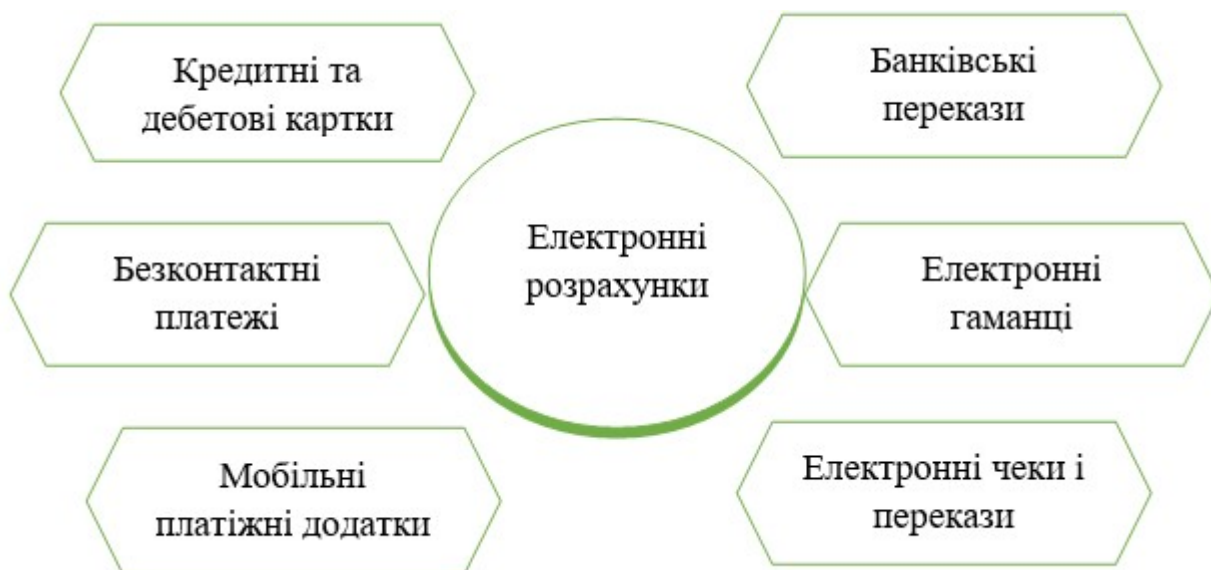 Кредитні та
дебетові картки
Банківські
перекази
Електронні
розрахунки
Безконтактні
платежі
Електронні
гаманці
Мобільні
платіжні додатки
Електронні чеки і
перекази